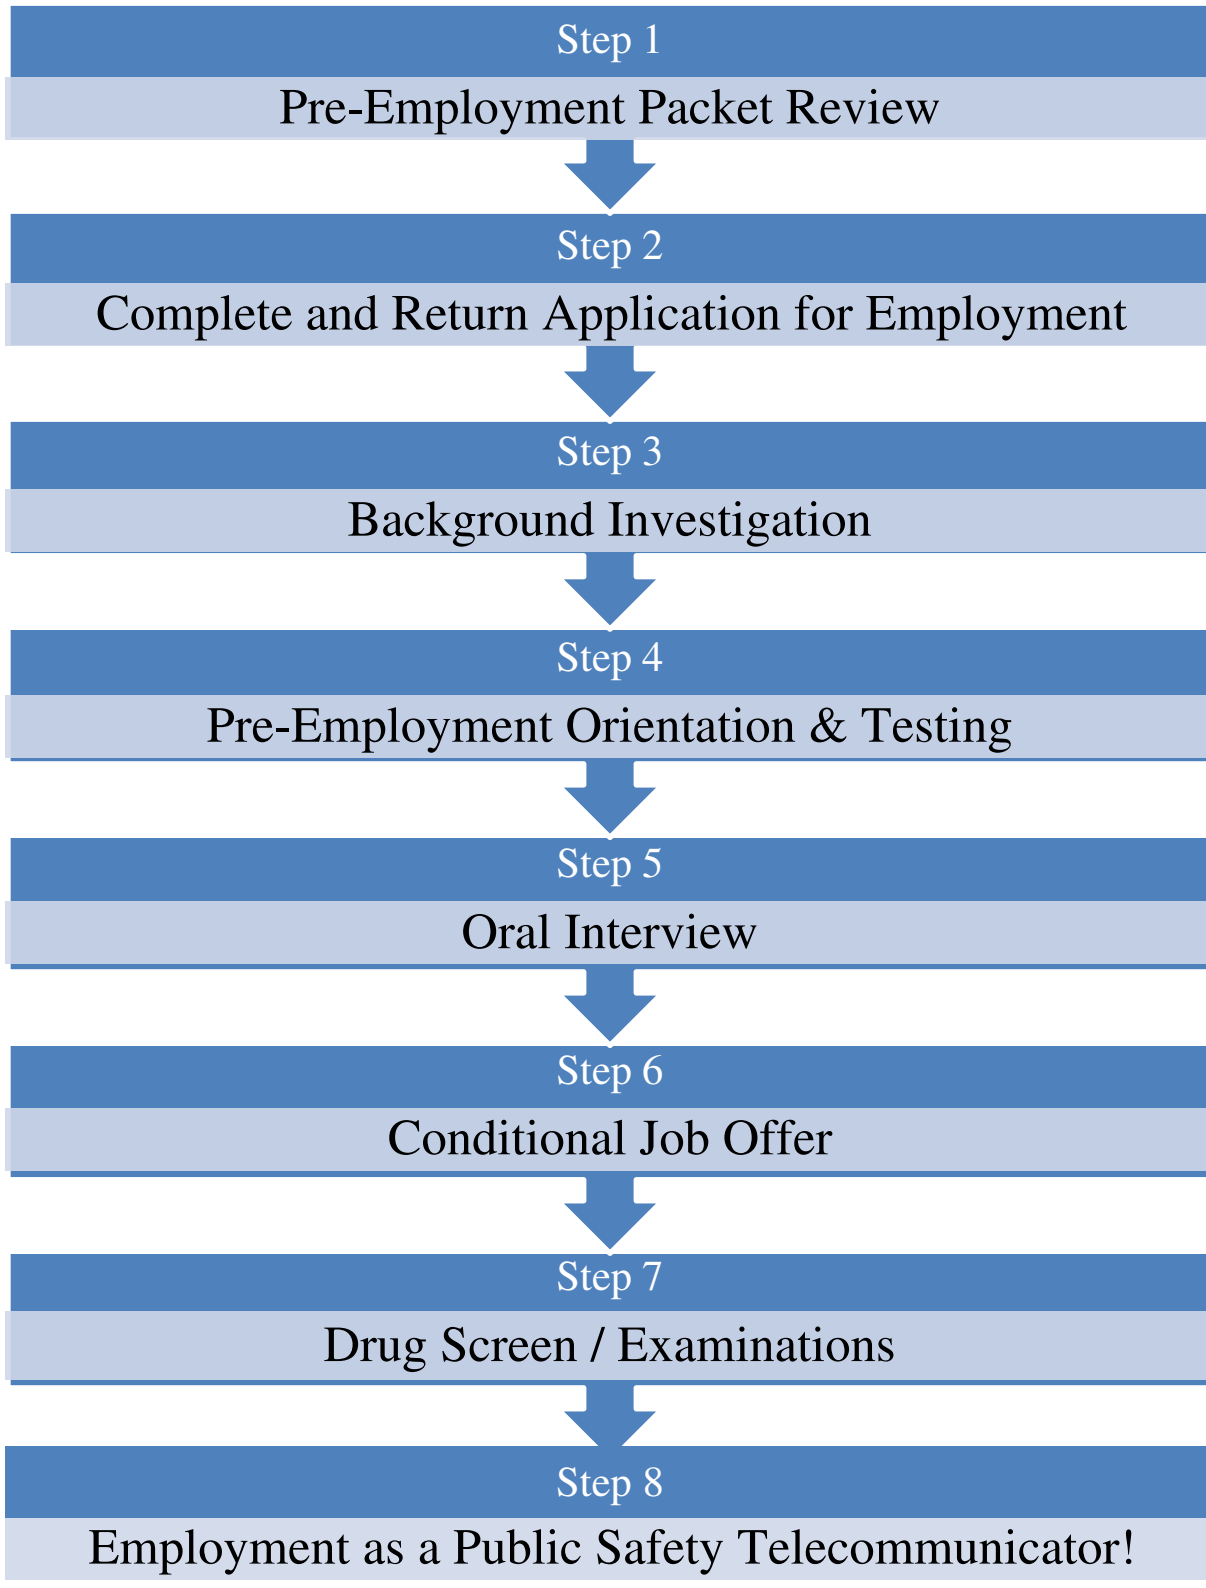 Step 1
Pre-Employment Packet Review
Step 2
Complete and Return Application for Employment
Step 3
Background Investigation
Step 4
Pre-Employment Orientation & Testing
Step 5
Oral Interview
Step 6
Conditional Job Offer
Step 7
Drug Screen / Examinations
Step 8
Employment as a Public Safety Telecommunicator!